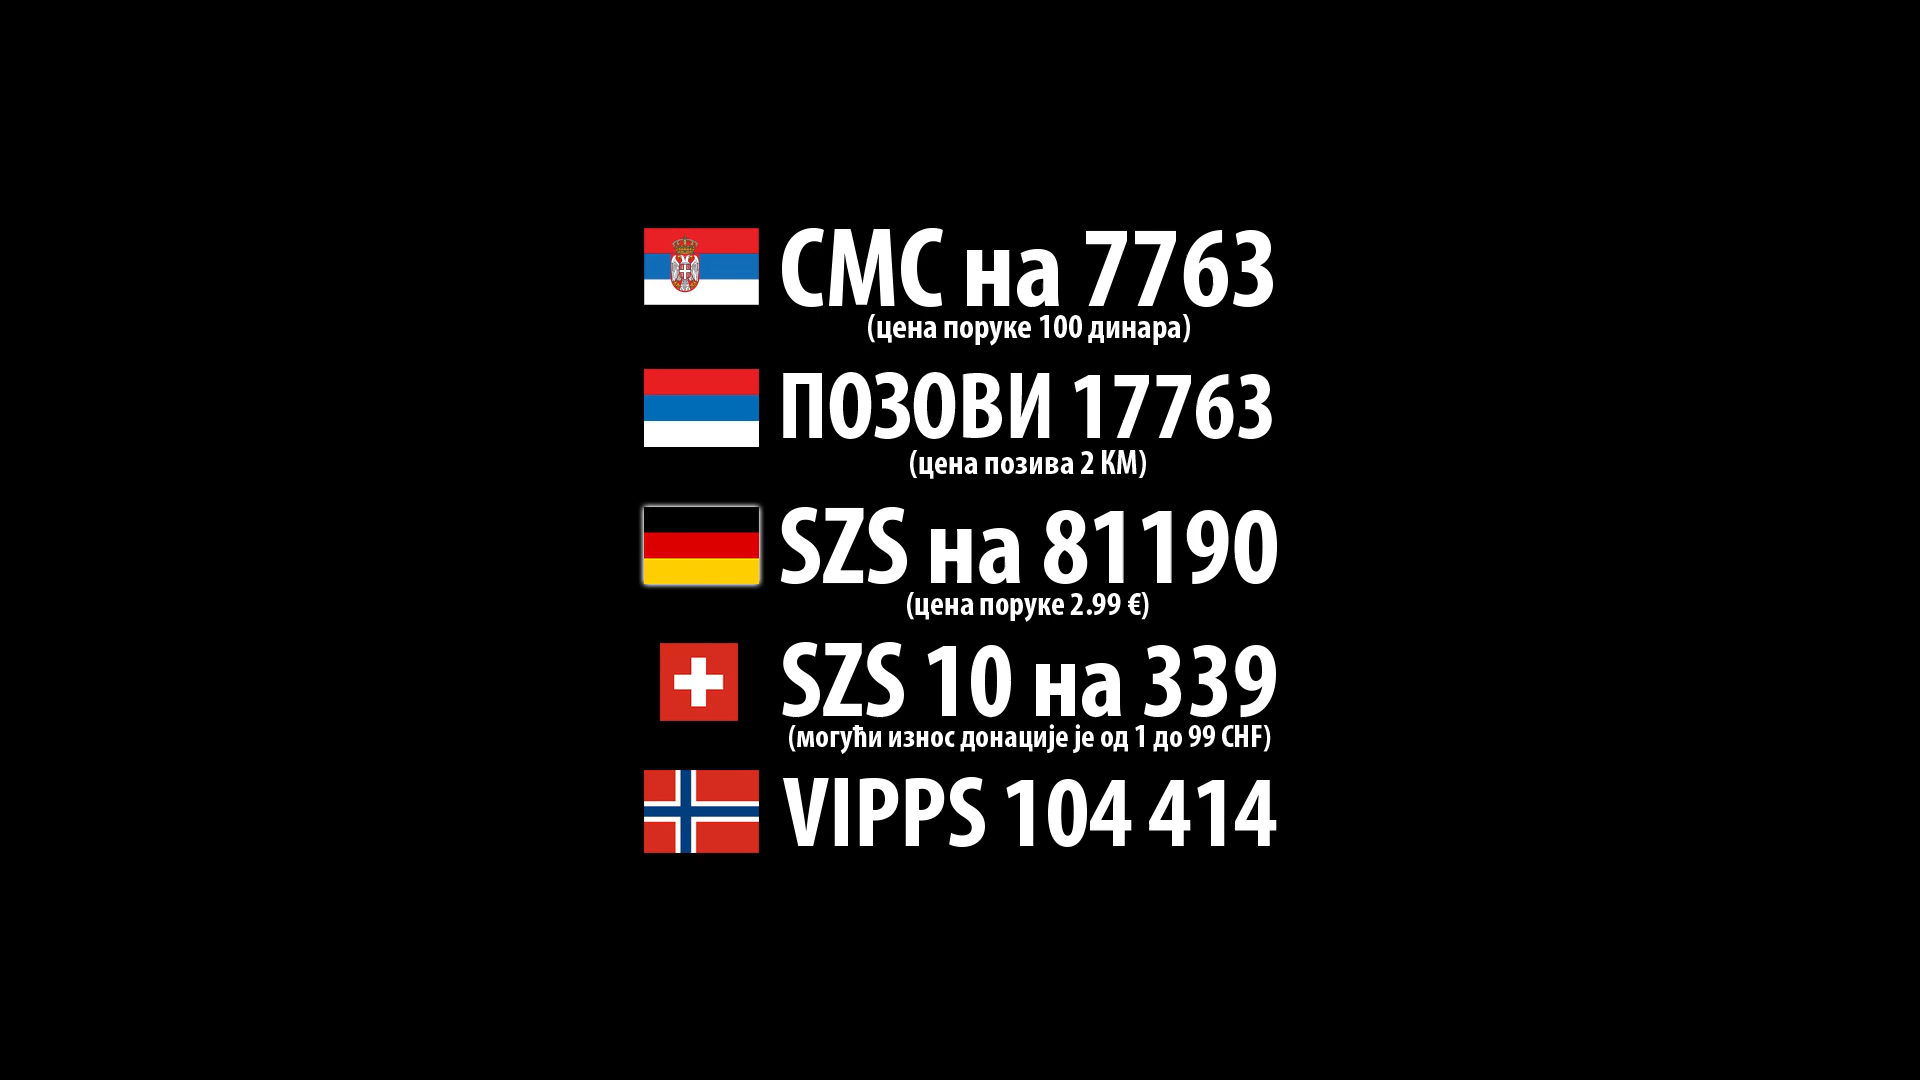 СМС на 7763
(цена поруке 100 динара)
ПОЗОВИ 17763
(цена позива 2 КМ)
SZS на 81190
(цена поруке 2.99 €)
SZS 10 на 339
(могући износ донације је од 1 до 99 CHF)
VIPPS 104 414